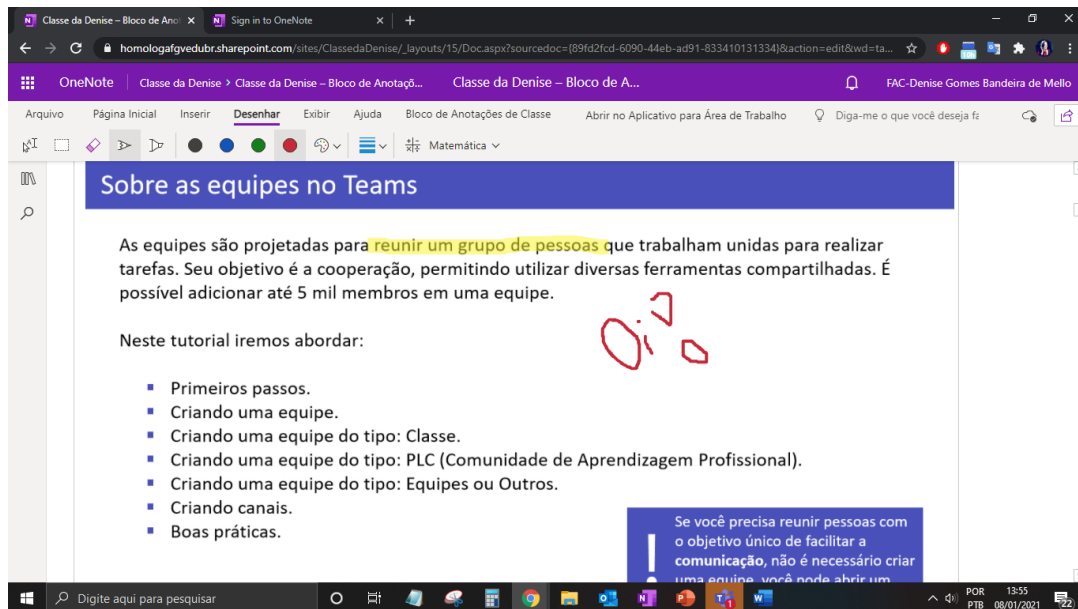 Classe da Denise – Bloco de Anot
Sign in to OneNote
homologafgvedubr.sharepoint.com/sites/ClassedaDenise/_layouts/15/Doc.aspx?sourcedoc={89fd2fcd-6090-44eb-ad91-833410131334}&action=edit&wd=ta...
10h
OneNote Classe da Denise > Classe da Denise – Bloco de Anotaçõ... Classe da Denise – Bloco de A... FAC-Denise Gomes Bandeira de Mello
Arquivo Página Inicial Inserir Desenhar Exibir Ajuda Bloco de Anotações de Classe Abrir no Aplicativo para Área de Trabalho Diga-me o que você deseja fa
Matemática
Sobre as equipes no Teams
As equipes são projetadas para reunir um grupo de pessoas que trabalham unidas para realizar
tarefas. Seu objetivo é a cooperação, permitindo utilizar diversas ferramentas compartilhadas. É
possível adicionar até 5 mil membros em uma equipe.
Oi
Neste tutorial iremos abordar:
Primeiros passos.
Criando uma equipe.
Criando uma equipe do tipo: Classe.
Criando uma equipe do tipo: PLC (Comunidade de Aprendizagem Profissional).
Criando uma equipe do tipo: Equipes ou Outros.
Criando canais.
Boas práticas.
!
Se você precisa reunir pessoas com
o objetivo único de facilitar a
comunicação, não é necessário criar
uma equipe, você pode abrir um
Digite aqui para pesquisar
POR
PTB
13:55
08/01/2021
22